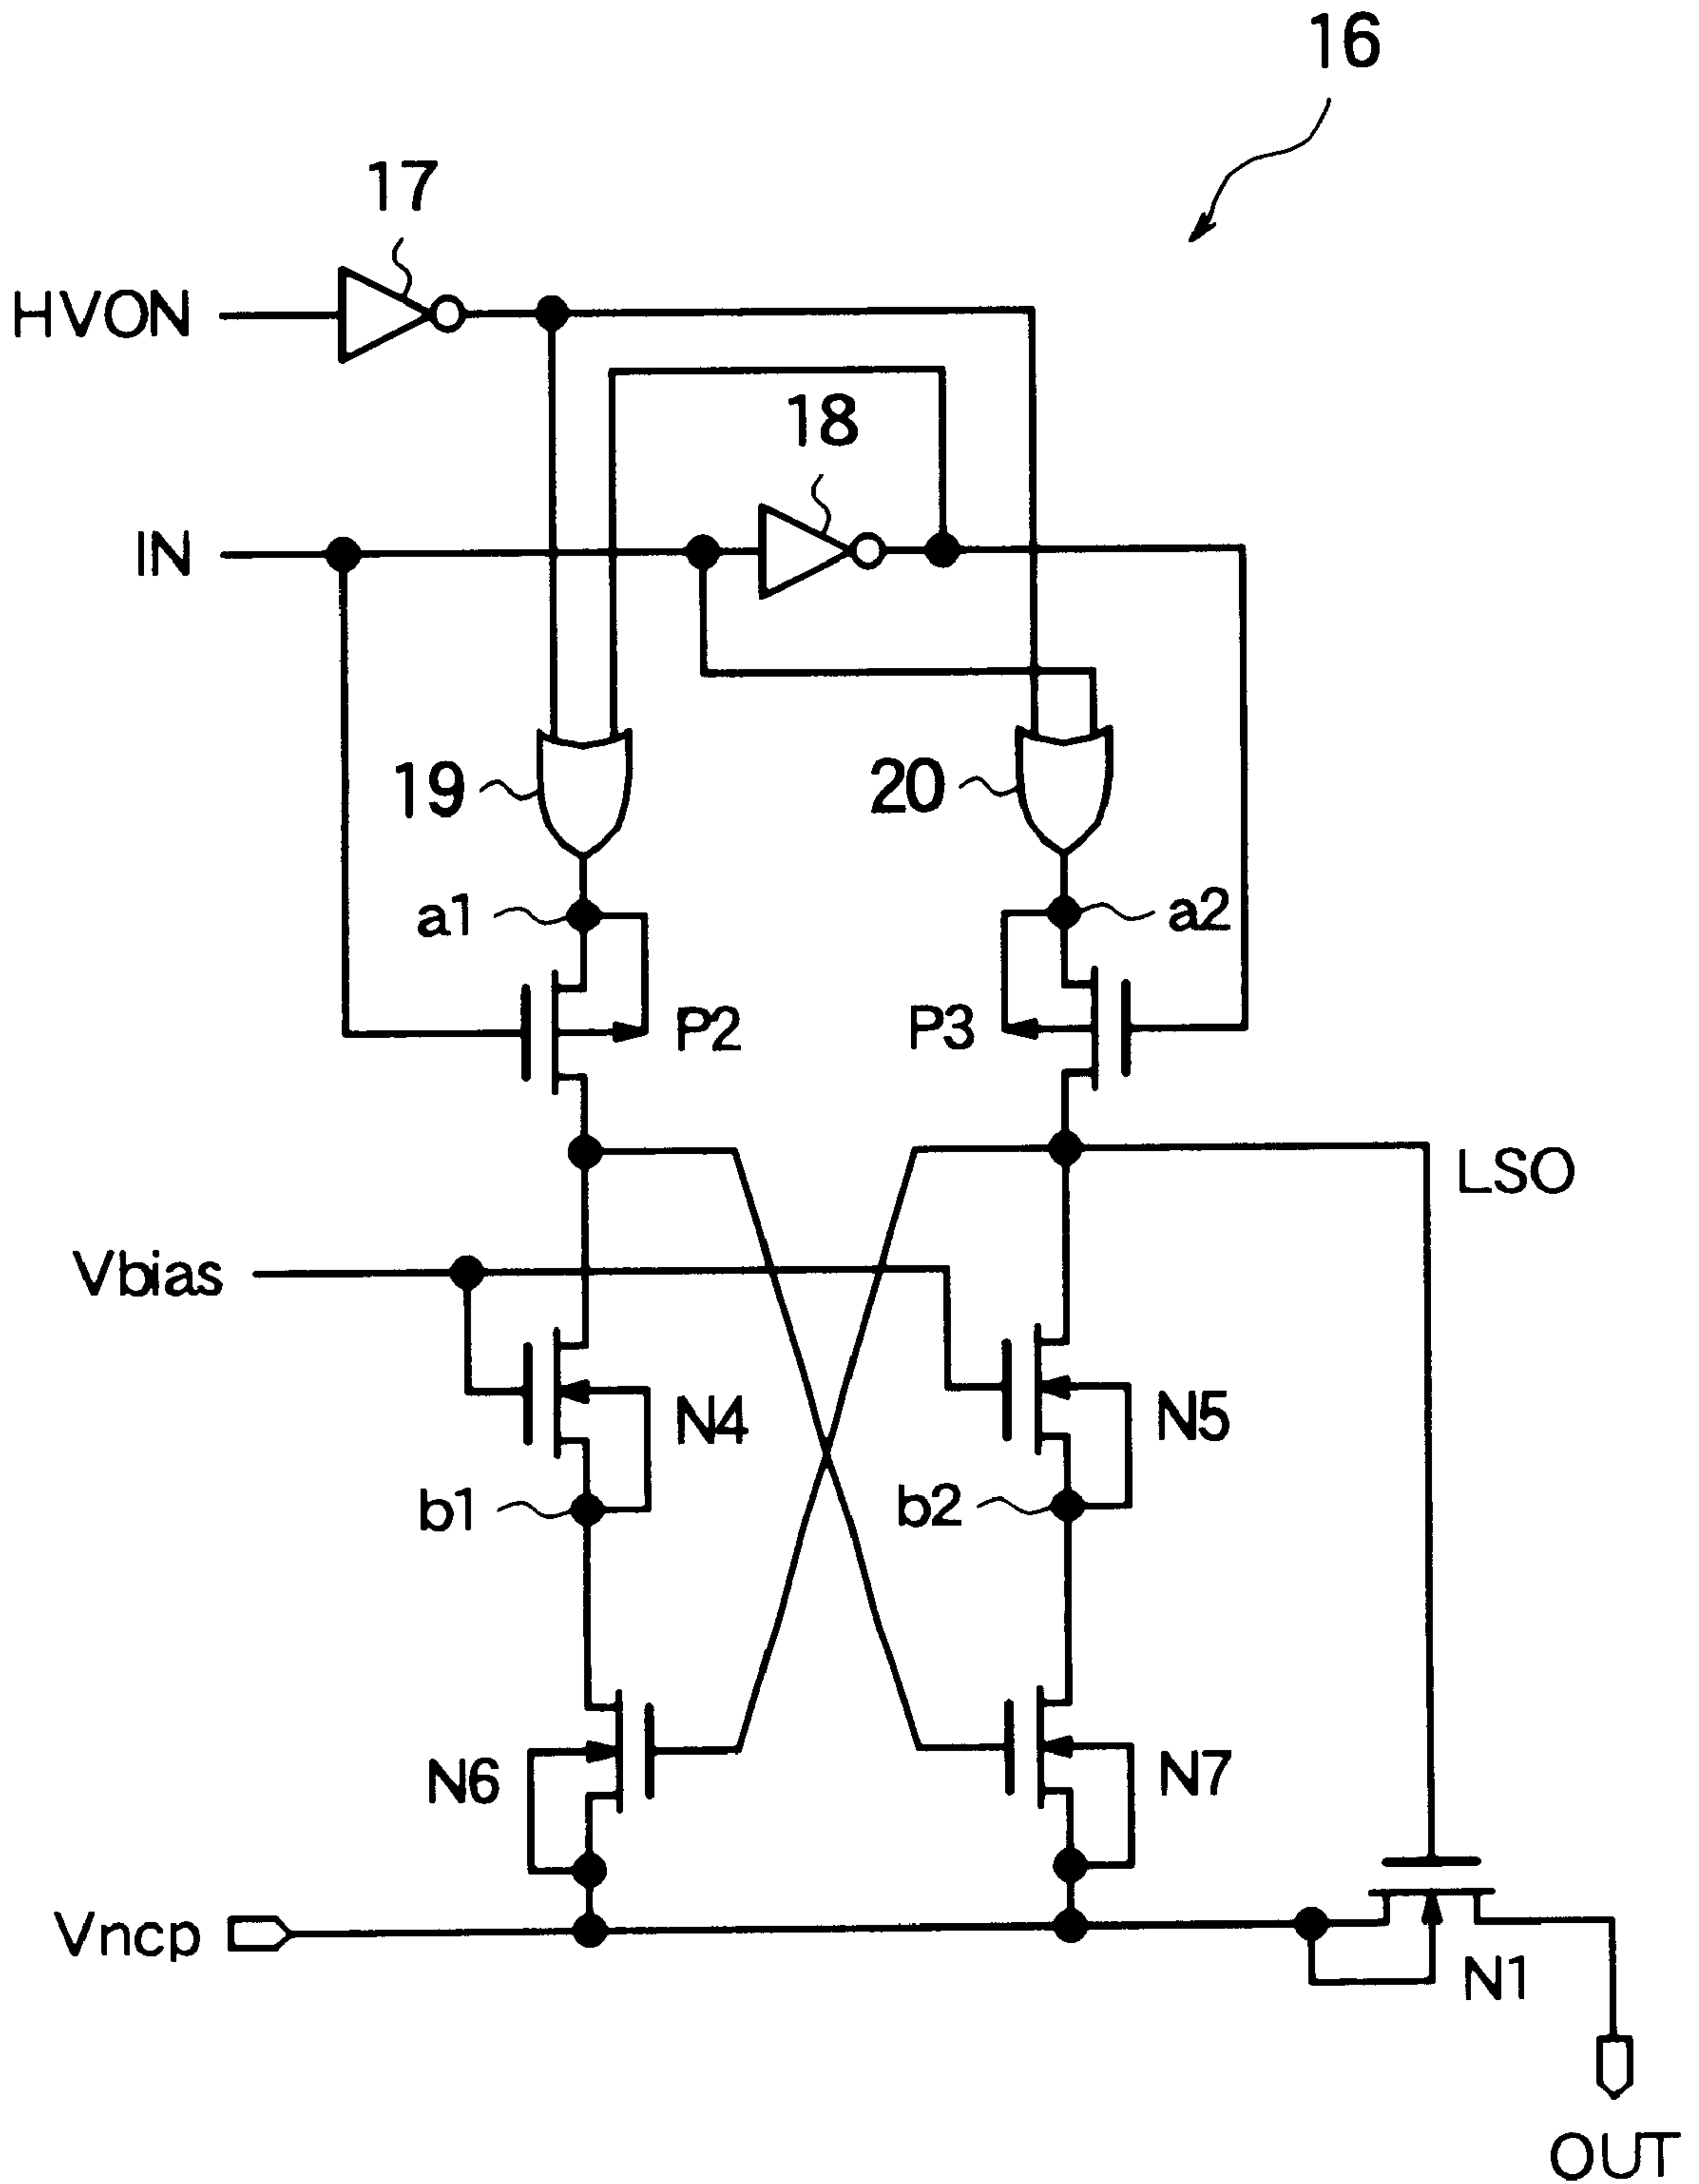 16
17
HVON
18
IN
19
20
a1
a2
P2
P3
LSO
Vbias
N4
N5
b1
b2
N6
N7
Vncp
N1
OUT